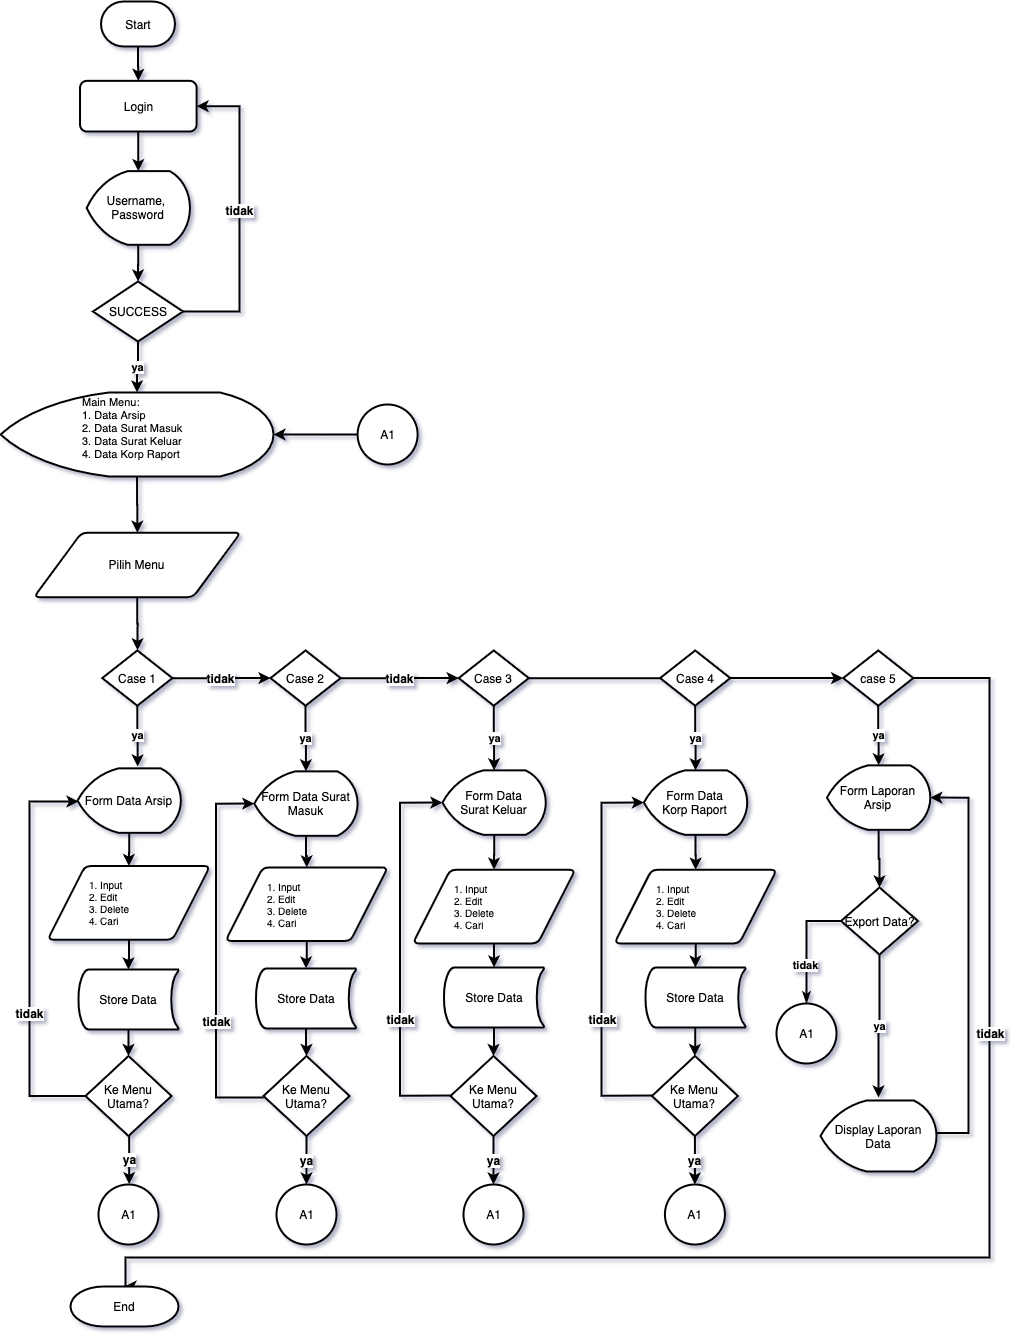 Start
Login
Username,
Password
tidak
SUCCESS
ya
Main Menu:
1. Data Arsip
2. Data Surat Masuk
3. Data Surat Keluar
4. Data Korp Raport
A1
Pilih Menu
Case 1
tidak
Case 2
tidak
Case 3
Case 4
case 5
ya
ya
ya
ya
ya
Form Data Arsip
Form Data Surat
Masuk
Form Data
Surat Keluar
Form Data
Korp Raport
Form Laporan
Arsip
1. Input
2. Edit
3. Delete
4. Cari
1. Input
2. Edit
3. Delete
4. Cari
1. Input
2. Edit
3. Delete
4. Cari
1. Input
2. Edit
3. Delete
4. Cari
Export Data?
tidak
Store Data
Store Data
Store Data
Store Data
tidak
tidak
tidak
tidak
A1
ya
tidak
Ke Menu
Utama?
Ke Menu
Utama?
Ke Menu
Utama?
Ke Menu
Utama?
Display Laporan
Data
ya
ya
ya
ya
A1
A1
A1
A1
End